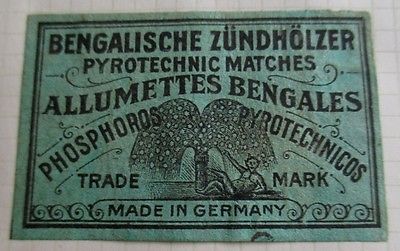 BENGALISCHE ZÜNDHÖLZER
PYROTECHNIC MATCHES
ALLUMETTES BENGALES
PHOSPHOROS PYROTECHNICOS
TRADE MARK
MADE IN GERMANY